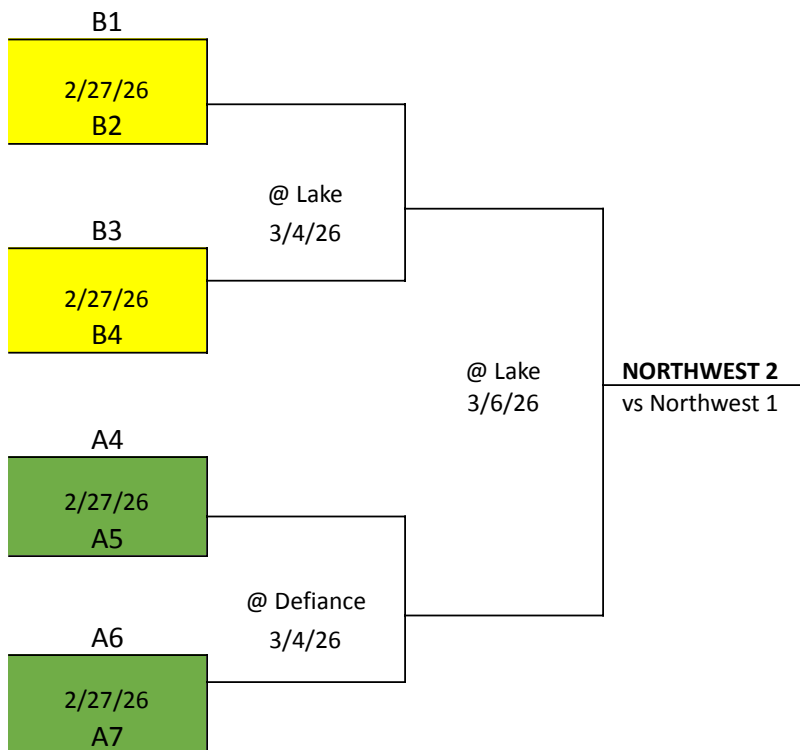 B1
2/27/26
B2
@ Lake
3/4/26
B3
2/27/26
B4
@ Lake
3/6/26
NORTHWEST 2
vs Northwest 1
A4
2/27/26
A5
@ Defiance
3/4/26
A6
2/27/26
A7